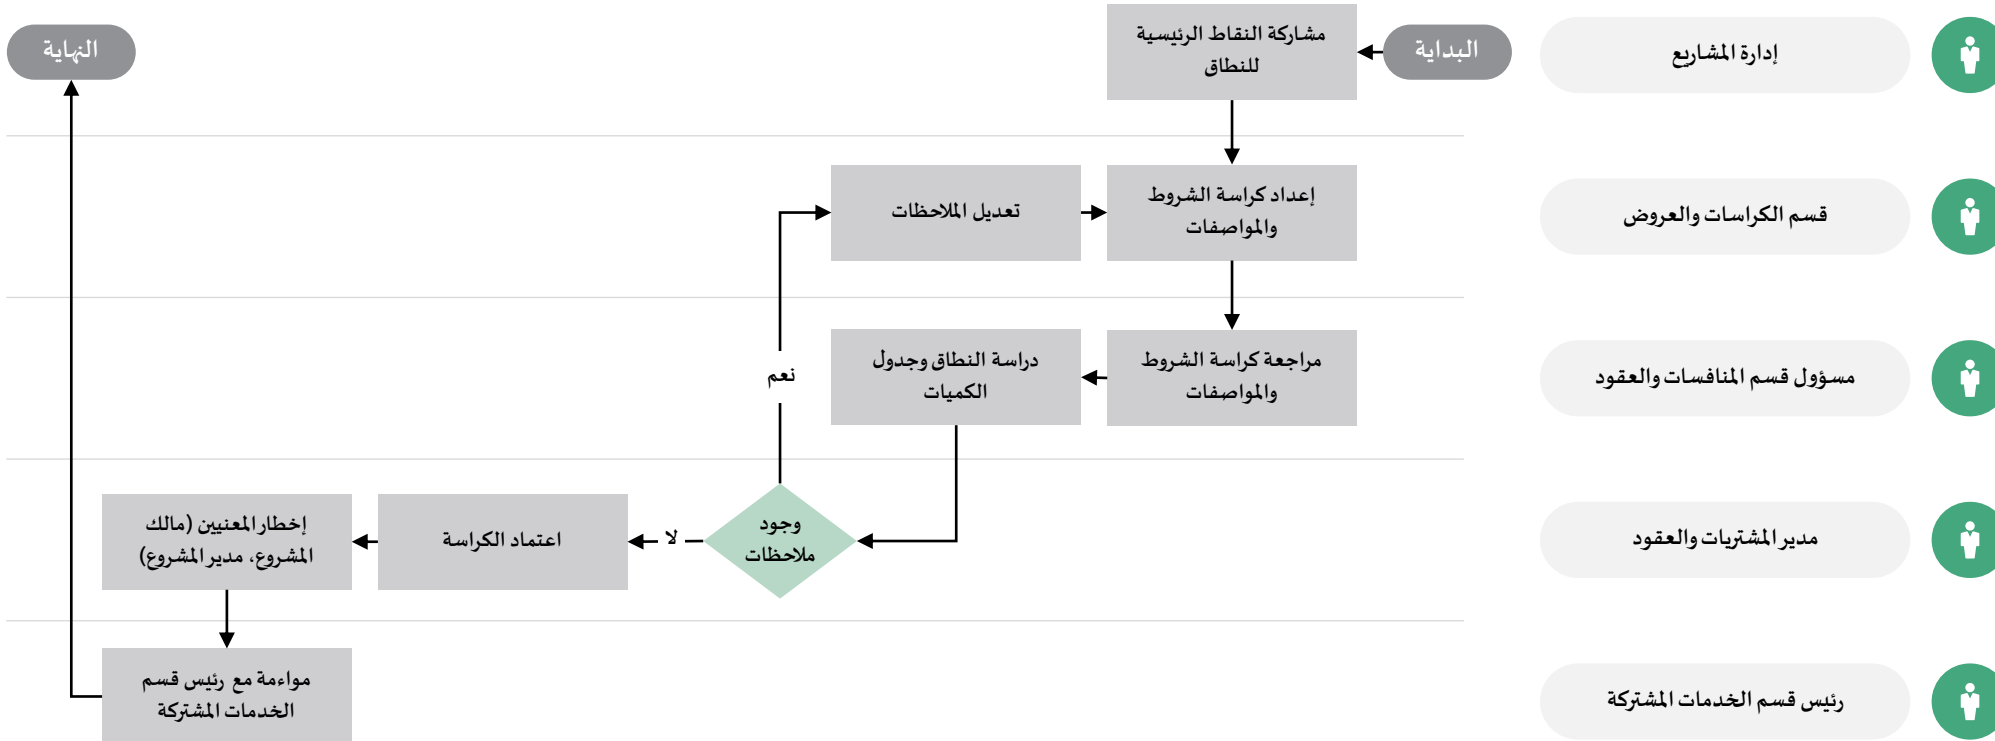 إدارة المشاريع
البداية
مشاركة النقاط الرئيسية
للنطاق
النهاية
قسم الكراسات والعروض
إعداد كراسة الشروط
والمواصفات
تعديل الملاحظات
مسؤول قسم المنافسات والعقود
مراجعة كراسة الشروط
والمواصفات
دراسة النطاق وجدول
الكميات
نعم
مدير المشتريات والعقود
وجود
ملاحظات
لا
اعتماد الكراسة
إخطار المعنيين (مالك
المشروع، مدير المشروع)
رئيس قسم الخدمات المشتركة
مواءمة مع رئيس قسم
الخدمات المشتركة